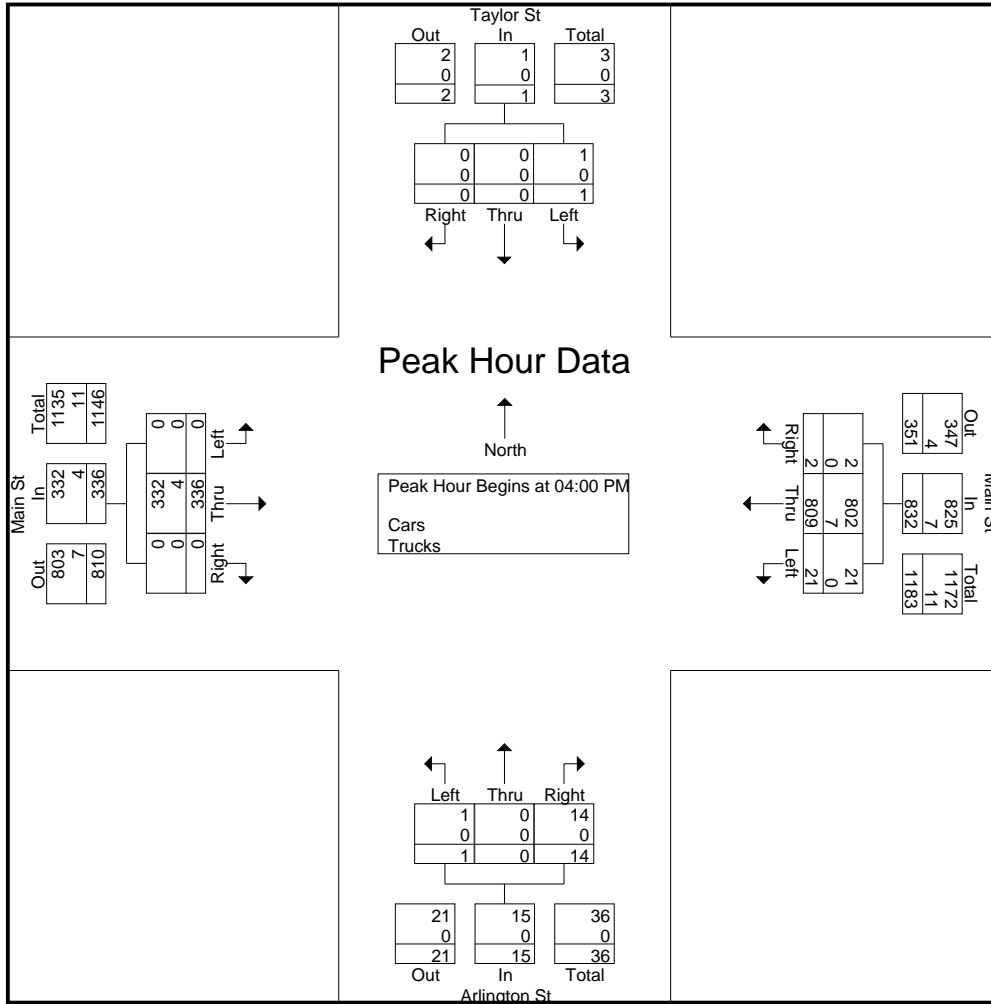 Taylor St
Out In Total
2 1 3
0 0 0
2 1 3
0 0 1
0 0 0
0 0 1
Right Thru Left
Peak Hour Data
North
Peak Hour Begins at 04:00 PM
Cars
Trucks
Main St
Out In Total
803 332 1135
7 4 11
810 336 1146
Right Thru Left
0 332 0
0 4 0
0 336 0
Main St
Out In Total
347 825 1172
4 7 11
351 832 1183
2 802 21
0 7 0
2 809 21
Right Thru Left
Left Thru Right
1 0 14
0 0 0
1 0 14
21 15 36
0 0 0
21 15 36
Out In Total
Arlington St